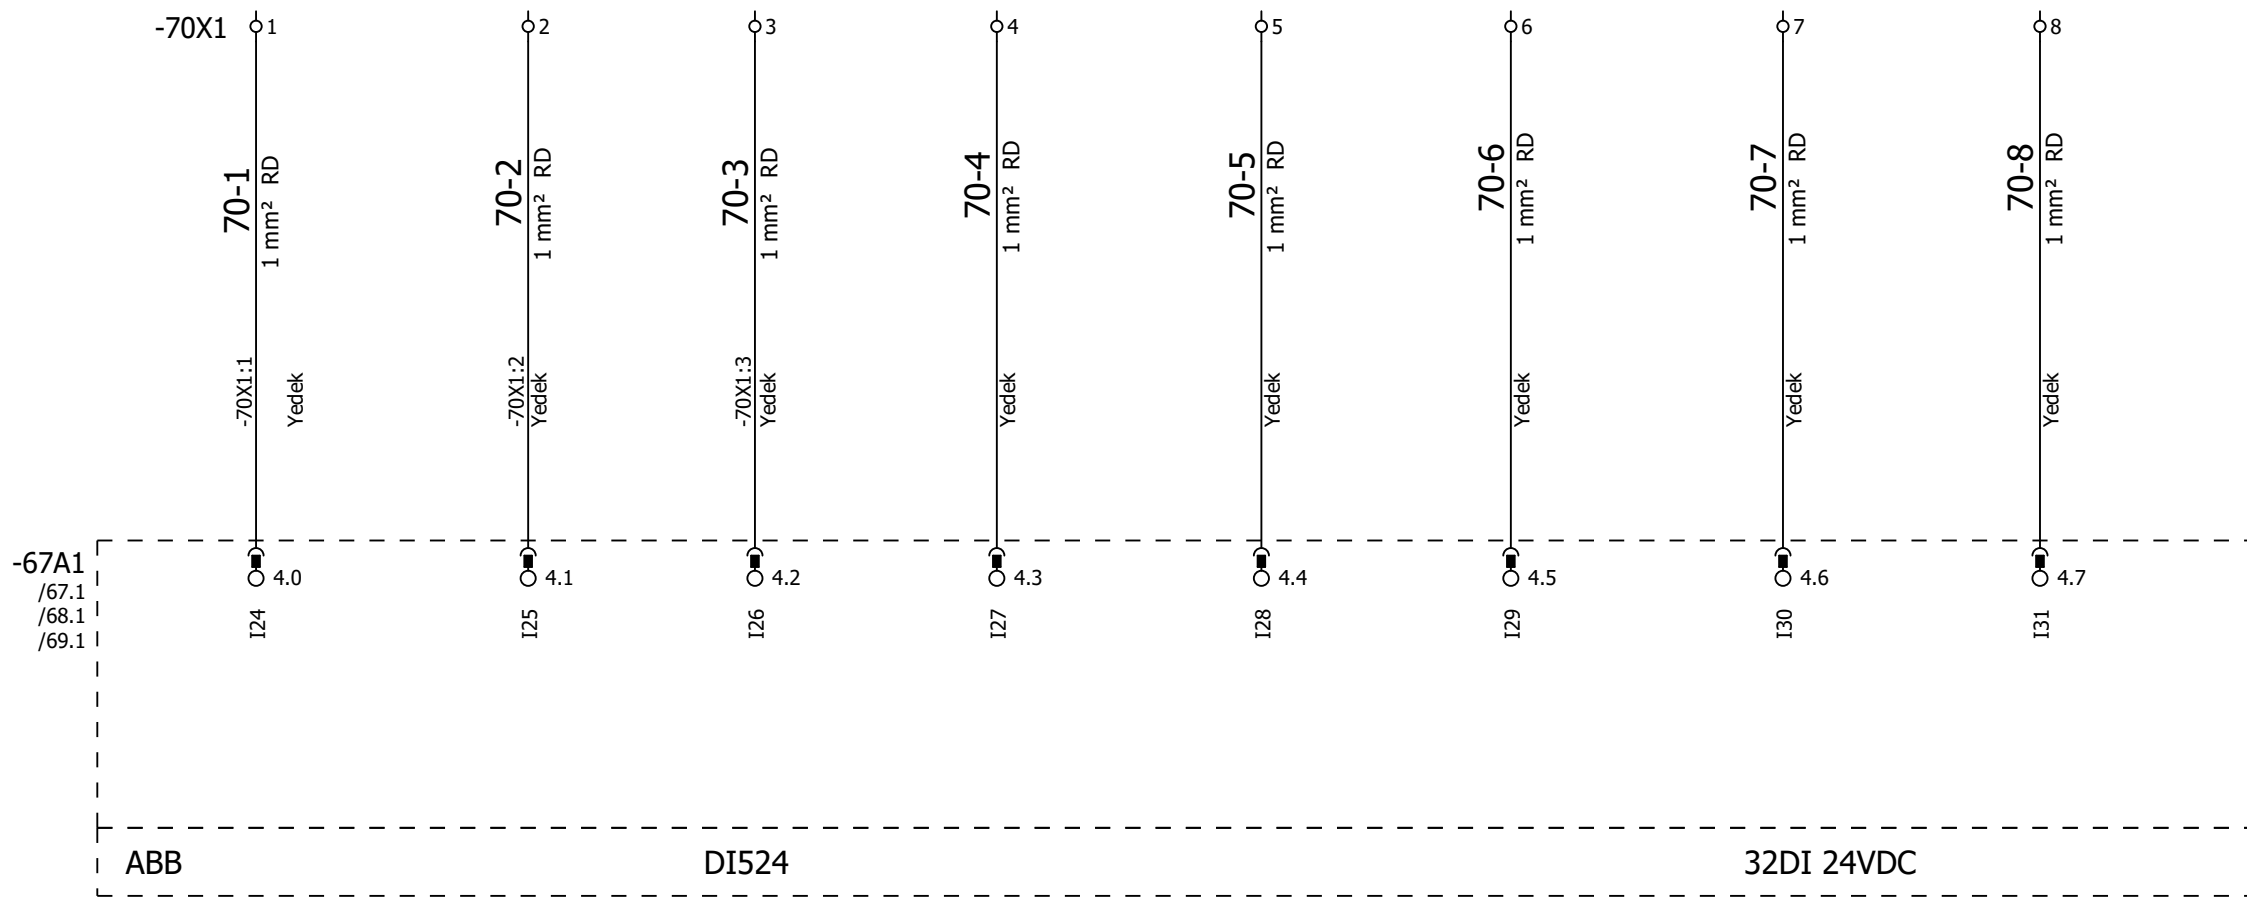 -70X1 1 2 3 4 5 6 7 8
70-1 70-2 70-3 70-4 70-5 70-6 70-7 70-8
1 mm² RD 1 mm² RD 1 mm² RD 1 mm² RD 1 mm² RD 1 mm² RD 1 mm² RD 1 mm² RD
-70X1:1 -70X1:2 -70X1:3
Yedek Yedek Yedek Yedek Yedek Yedek Yedek Yedek
-67A1
/67.1
/68.1
/69.1
4.0 4.1 4.2 4.3 4.4 4.5 4.6 4.7
I24 I25 I26 I27 I28 I29 I30 I31
ABB DI524 32DI 24VDC